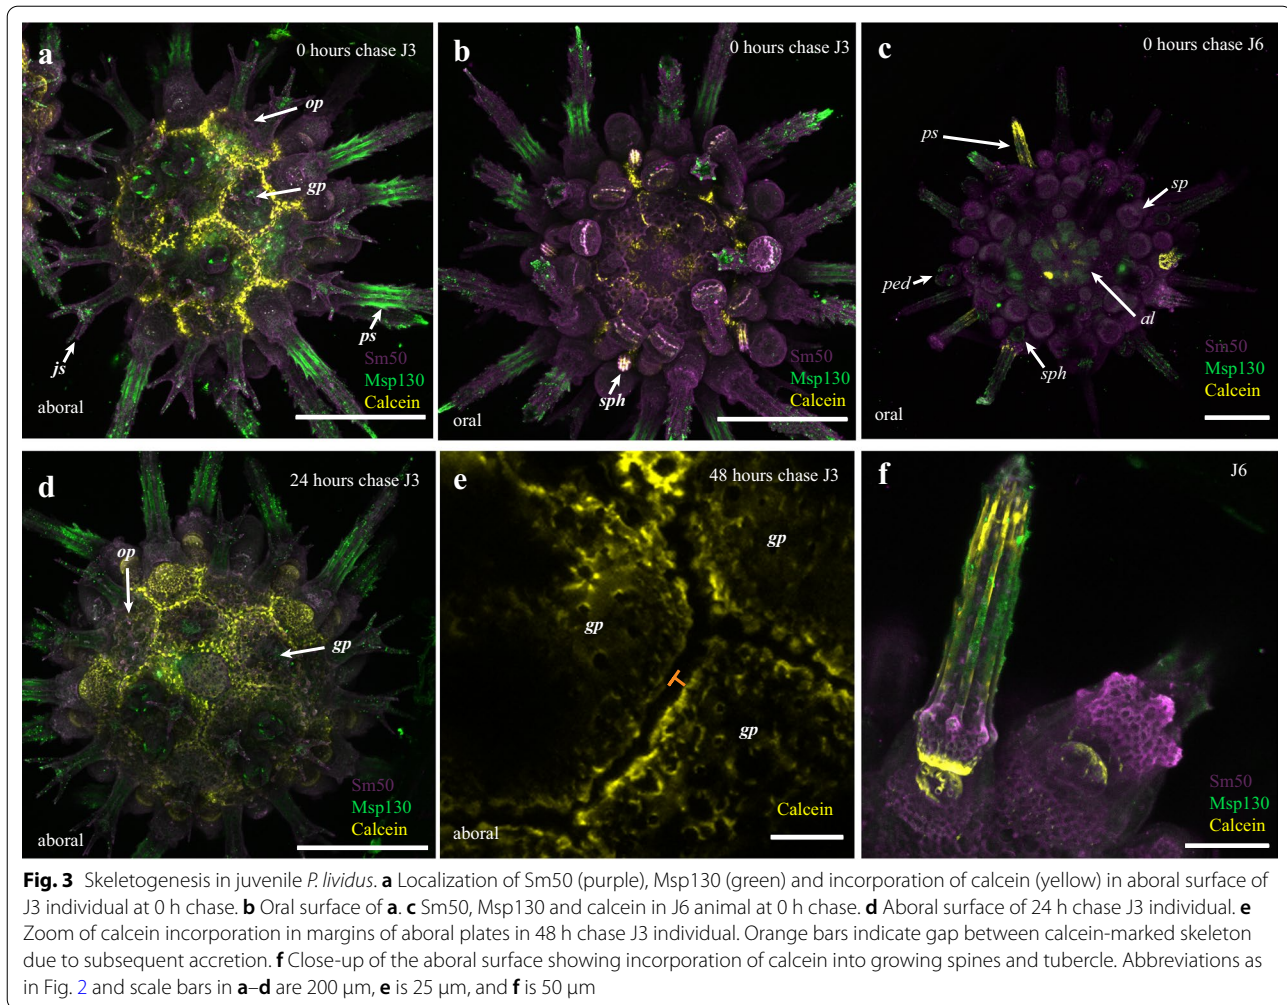 a
0 hours chase J3
op
gp
ps
js
Sm50
Msp130
Calcein
aboral
b
0 hours chase J3
sph
Sm50
Msp130
Calcein
oral
c
0 hours chase J6
ps
sp
ped
al
sph
Sm50
Msp130
Calcein
oral
d
24 hours chase J3
op
gp
Sm50
Msp130
Calcein
aboral
e
48 hours chase J3
gp
gp
gp
Calcein
aboral
f
J6
Sm50
Msp130
Calcein
Fig. 3 Skeletogenesis in juvenile P. lividus. a Localization of Sm50 (purple), Msp130 (green) and incorporation of calcein (yellow) in aboral surface of
J3 individual at 0 h chase. b Oral surface of a. c Sm50, Msp130 and calcein in J6 animal at 0 h chase. d Aboral surface of 24 h chase J3 individual. e
Zoom of calcein incorporation in margins of aboral plates in 48 h chase J3 individual. Orange bars indicate gap between calcein-marked skeleton
due to subsequent accretion. f Close-up of the aboral surface showing incorporation of calcein into growing spines and tubercle. Abbreviations as
in Fig. 2 and scale bars in a–d are 200 µm, e is 25 µm, and f is 50 µm